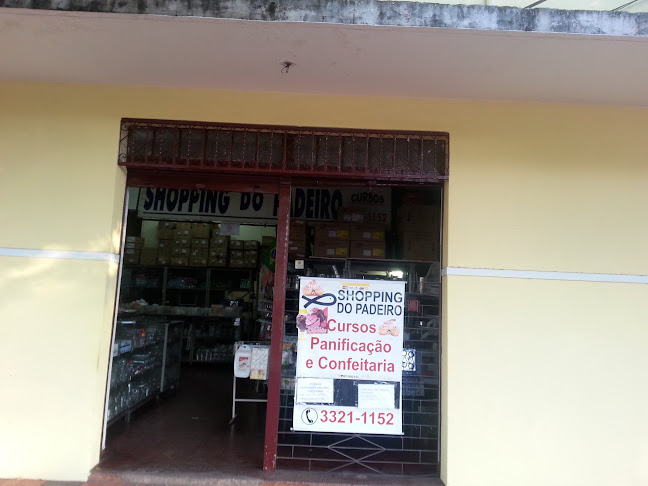 SHOPPING DO PADEIRO
CURSOS
SHOPPING
DO PADEIRO
Cursos
Panificação
e Confeitaria
3321-1152